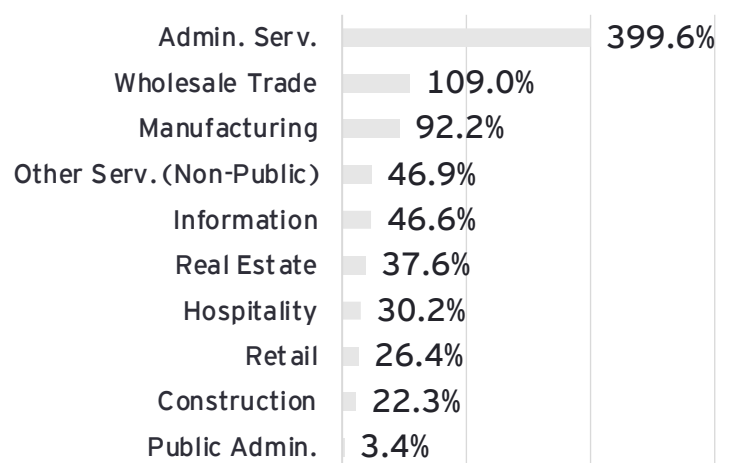 Admin. Serv. 399.6%
Wholesale Trade 109.0%
Manufacturing 92.2%
Other Serv. (Non-Public) 46.9%
Information 46.6%
Real Estate 37.6%
Hospitality 30.2%
Retail 26.4%
Construction 22.3%
Public Admin. 3.4%